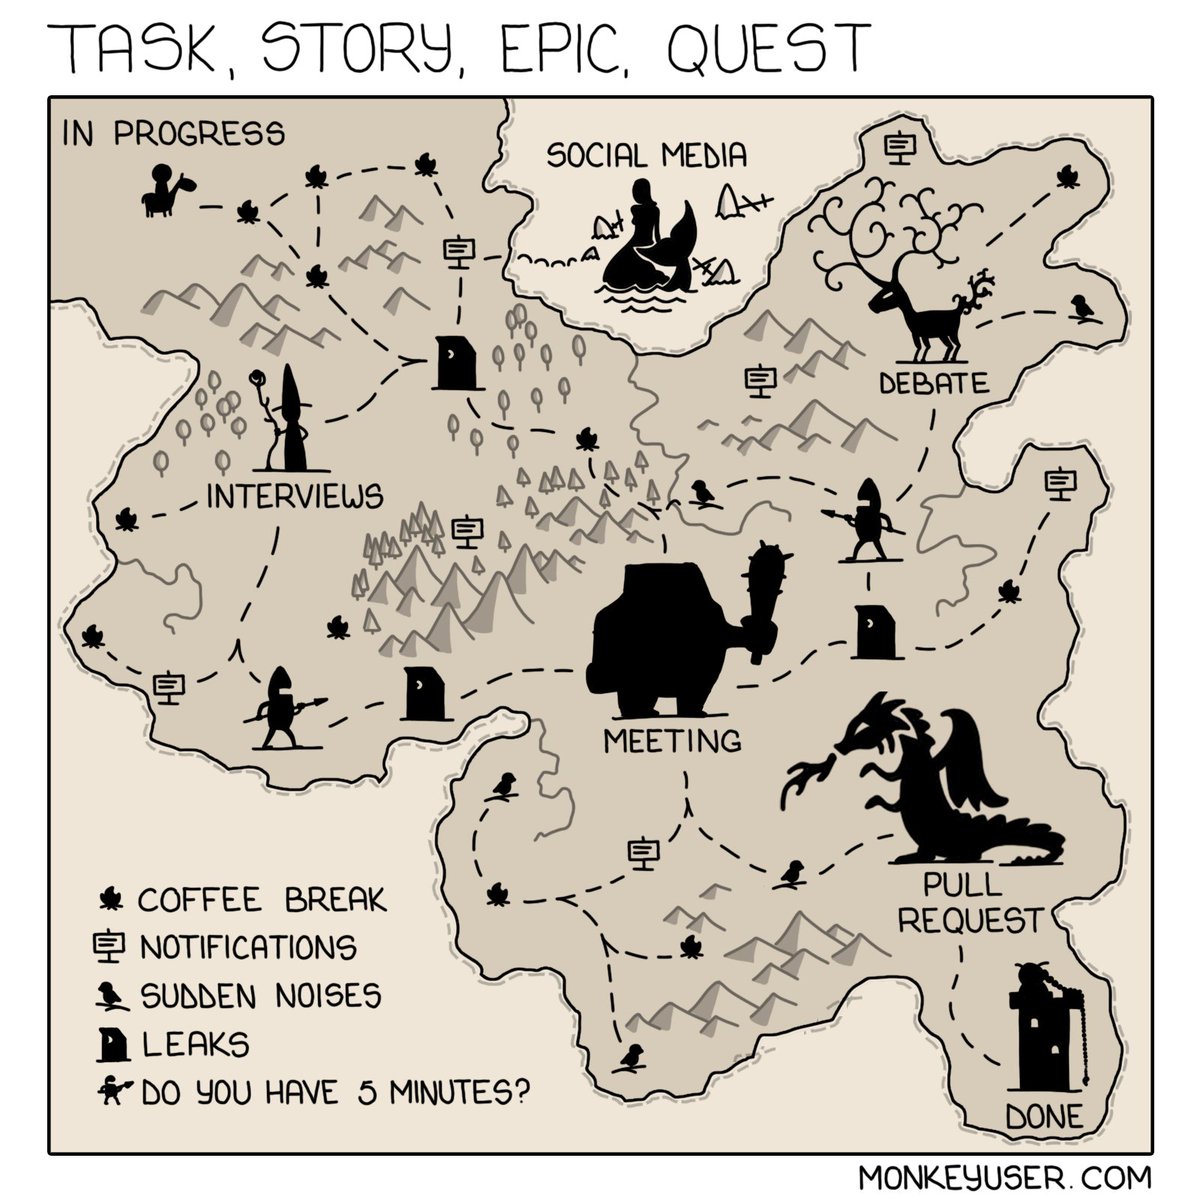 TASK, STORY, EPIC, QUEST
IN PROGRESS
SOCIAL MEDIA
DEBATE
INTERVIEWS
MEETING
PULL
REQUEST
COFFEE BREAK
NOTIFICATIONS
SUDDEN NOISES
LEAKS
DO YOU HAVE 5 MINUTES?
DONE
MONKEYUSER.COM